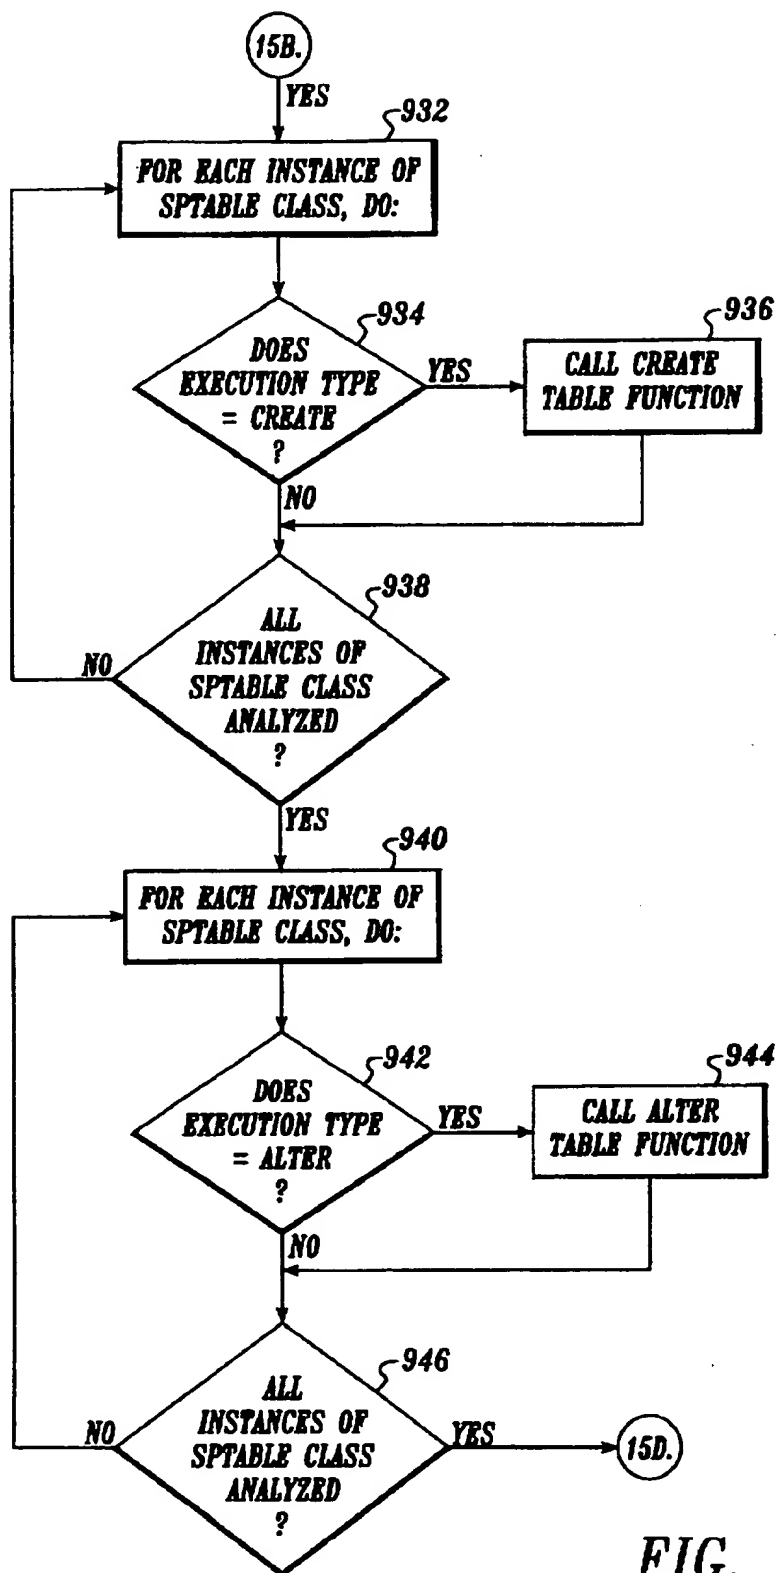 15B.
YES
932
FOR EACH INSTANCE OF
SPTABLE CLASS, DO:
934
DOES
EXECUTION TYPE
= CREATE
?
YES
936
CALL CREATE
TABLE FUNCTION
NO
938
ALL
INSTANCES OF
SPTABLE CLASS
ANALYZED
?
NO
YES
940
FOR EACH INSTANCE OF
SPTABLE CLASS, DO:
942
DOES
EXECUTION TYPE
= ALTER
?
YES
944
CALL ALTER
TABLE FUNCTION
NO
946
ALL
INSTANCES OF
SPTABLE CLASS
ANALYZED
?
NO
YES
15D.
FIG.